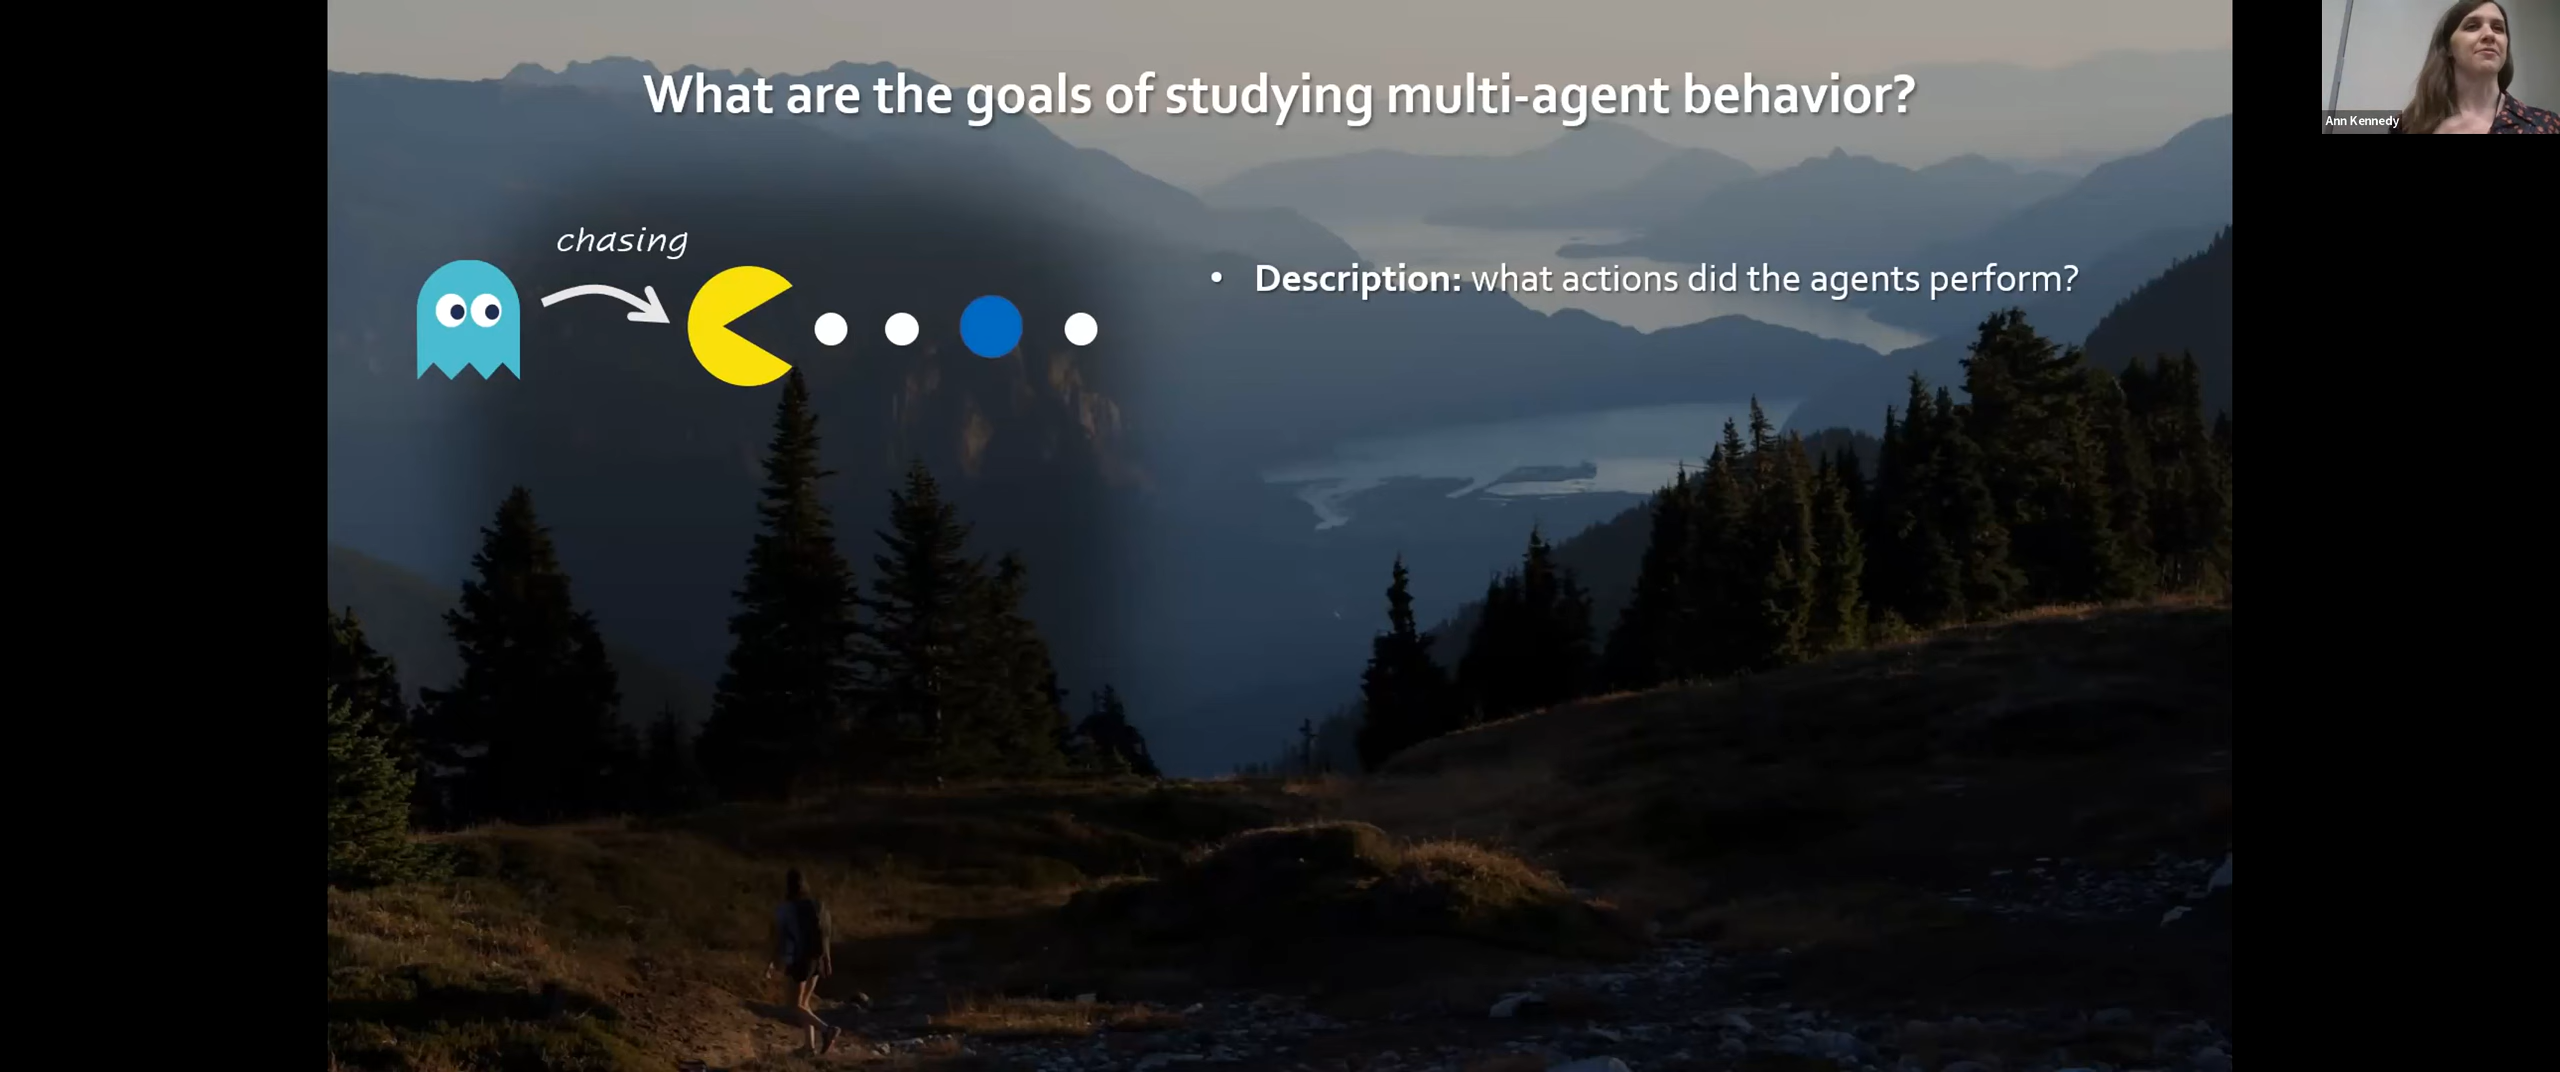 What are the goals of studying multi-agent behavior?
Ann Kennedy
chasing
• Description: what actions did the agents perform?